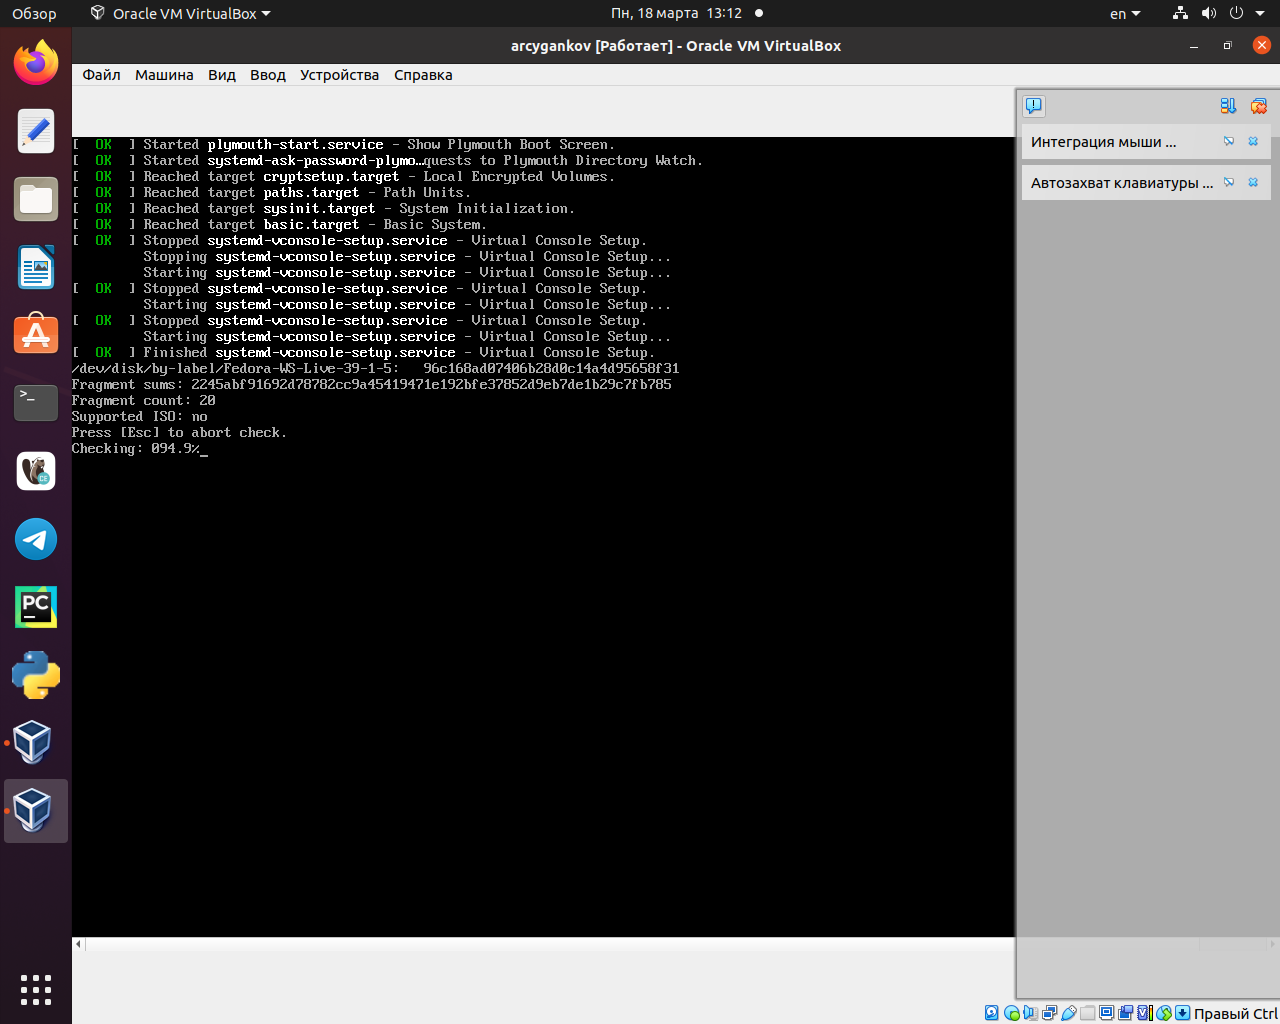 Обзор
Oracle VM VirtualBox
Пн, 18 марта 13:12
en
arcygankov [Работает] - Oracle VM VirtualBox
Файл Машина Вид Ввод Устройства Справка
[ OK ] Started plymouth-start.service - Show Plymouth Boot Screen.
[ OK ] Started systemd-ask-password-plymo…quests to Plymouth Directory Watch.
[ OK ] Reached target cryptsetup.target - Local Encrypted Volumes.
[ OK ] Reached target paths.target - Path Units.
[ OK ] Reached target sysinit.target - System Initialization.
[ OK ] Reached target basic.target - Basic System.
[ OK ] Stopped systemd-vconsole-setup.service - Virtual Console Setup.
Stopping systemd-vconsole-setup.service - Virtual Console Setup...
Starting systemd-vconsole-setup.service - Virtual Console Setup...
[ OK ] Stopped systemd-vconsole-setup.service - Virtual Console Setup.
Starting systemd-vconsole-setup.service - Virtual Console Setup...
[ OK ] Stopped systemd-vconsole-setup.service - Virtual Console Setup.
Starting systemd-vconsole-setup.service - Virtual Console Setup...
[ OK ] Finished systemd-vconsole-setup.service - Virtual Console Setup.
/dev/disk/by-label/Fedora-WS-Live-39-1-5: 96c168ad07406b28d0c14a4d95658f31
Fragment sums: 2245abf91692d78782cc9a45419471e192bfe37852d9eb7de1b29c7fb785
Fragment count: 20
Supported ISO: no
Press [Esc] to abort check.
Checking: 094.9%_
Интеграция мыши ...
Автозахват клавиатуры ...
>_
CE
PC
Правый Ctrl